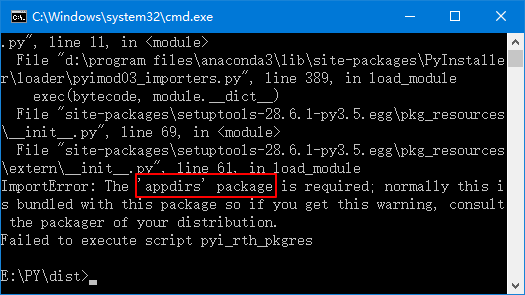 C:\Windows\system32\cmd.exe
.py", line 11, in <module>
File "d:\program files\anaconda3\lib\site-packages\PyInstalle
r\loader\pyimod03_importers.py", line 389, in load_module
exec(bytecode, module.__dict__)
File "site-packages\setuptools-28.6.1-py3.5.egg\pkg_resources
\__init__.py", line 69, in <module>
File "site-packages\setuptools-28.6.1-py3.5.egg\pkg_resources
\extern\__init__.py", line 61, in load_module
ImportError: The 'appdirs' package is required; normally this i
s bundled with this package so if you get this warning, consult
the packager of your distribution.
Failed to execute script pyi_rth_pkgres
E:\PY\dist>_